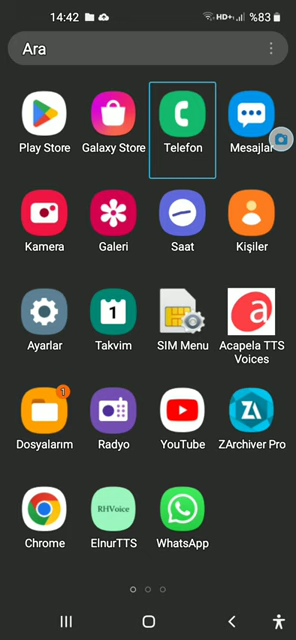 14:42 HD+ %83
Ara
Play Store Galaxy Store Telefon Mesajlar
Kamera Galeri Saat Kişiler
1
Ayarlar Takvim SIM Menu Acapela TTS
Voices
1
Dosyalarım Radyo YouTube ZArchiver Pro
RHVoice
Chrome ElnurTTS WhatsApp